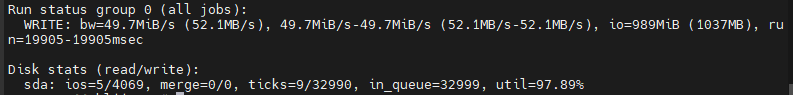 Run status group 0 (all jobs):
  WRITE: bw=49.7MiB/s (52.1MB/s), 49.7MiB/s-49.7MiB/s (52.1MB/s-52.1MB/s), io=989MiB (1037MB), ru
n=19905-19905msec

Disk stats (read/write):
  sda: ios=5/4069, merge=0/0, ticks=9/32990, in_queue=32999, util=97.89%